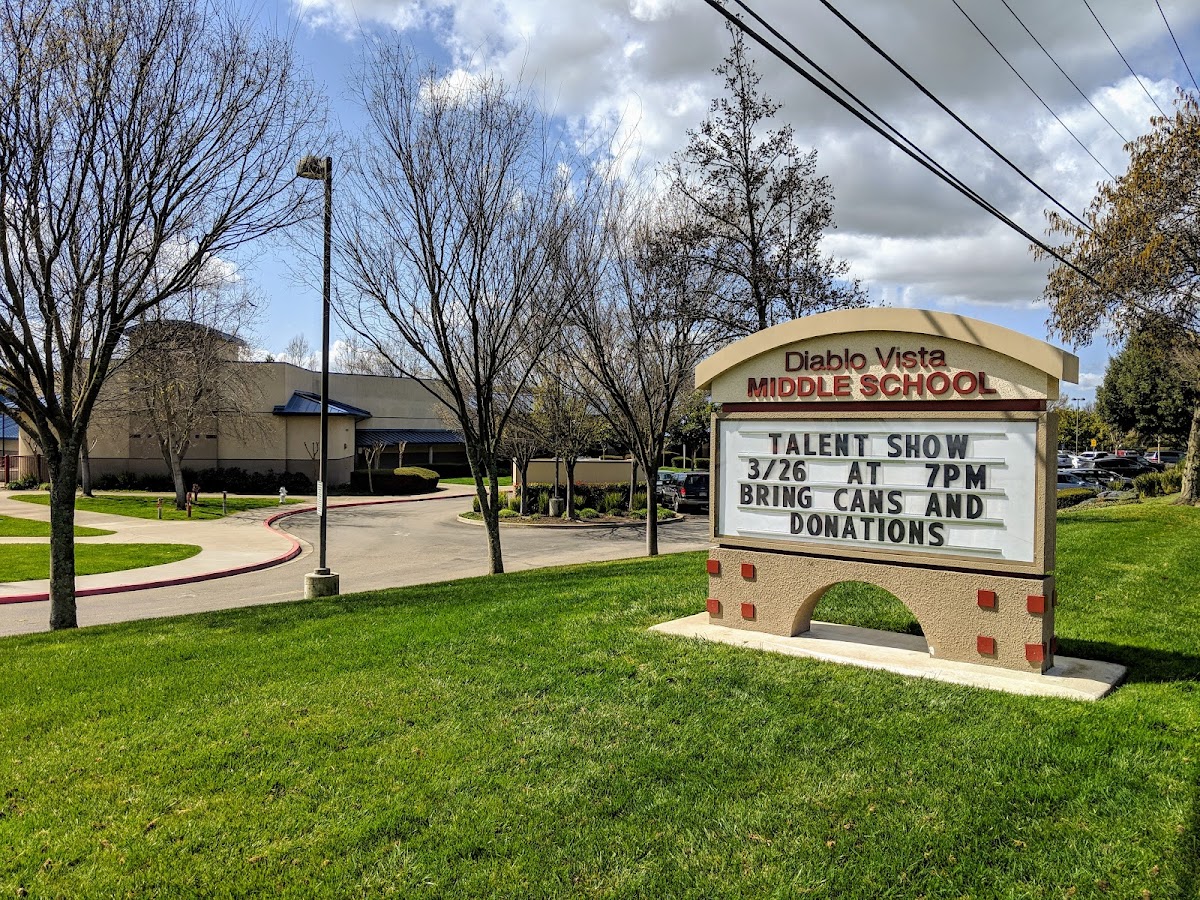 Diablo Vista
MIDDLE SCHOOL
TALENT SHOW
3/26 AT 7PM
BRING CANS AND
DONATIONS